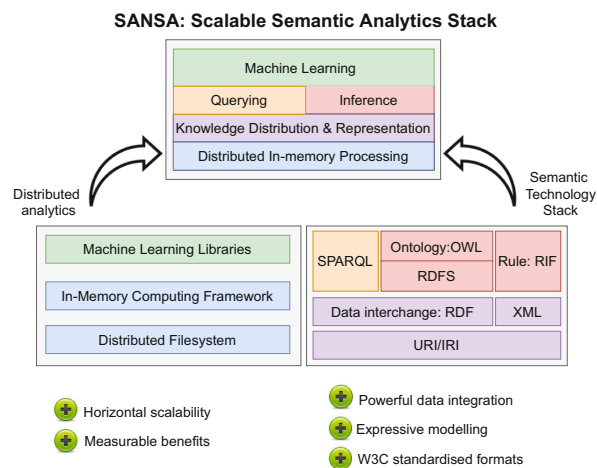 SANSA: Scalable Semantic Analytics Stack
Machine Learning
Querying
Inference
Knowledge Distribution & Representation
Distributed In-memory Processing
Distributed
analytics
Semantic
Technology
Stack
Machine Learning Libraries
In-Memory Computing Framework
Distributed Filesystem
SPARQL
Ontology:OWL
RDFS
Rule: RIF
Data interchange: RDF
XML
URI/IRI
Horizontal scalability
Measurable benefits
Powerful data integration
Expressive modelling
W3C standardised formats